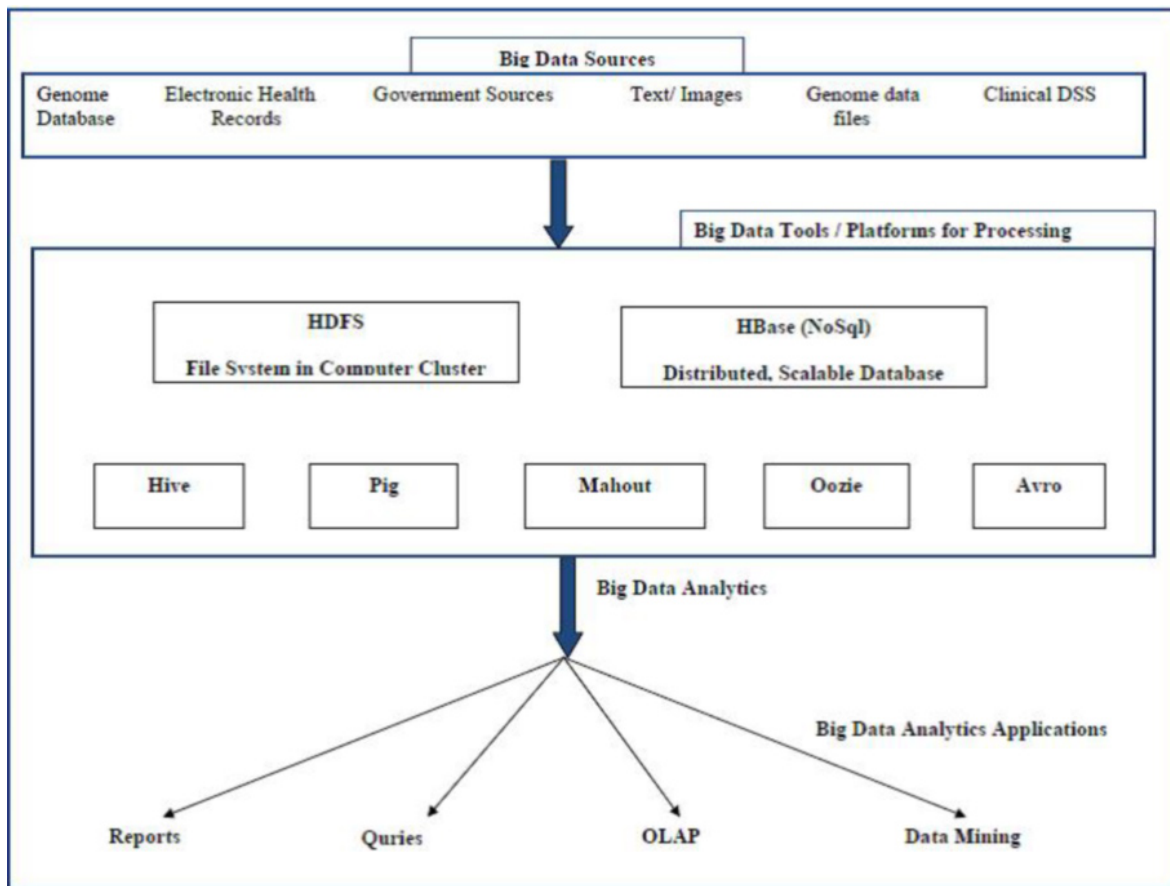 Big Data Sources
Genome Database
Electronic Health Records
Government Sources
Text/ Images
Genome data files
Clinical DSS
Big Data Tools / Platforms for Processing
HDFS
File System in Computer Cluster
HBase (NoSql)
Distributed, Scalable Database
Hive
Pig
Mahout
Oozie
Avro
Big Data Analytics
Big Data Analytics Applications
Reports
Quries
OLAP
Data Mining